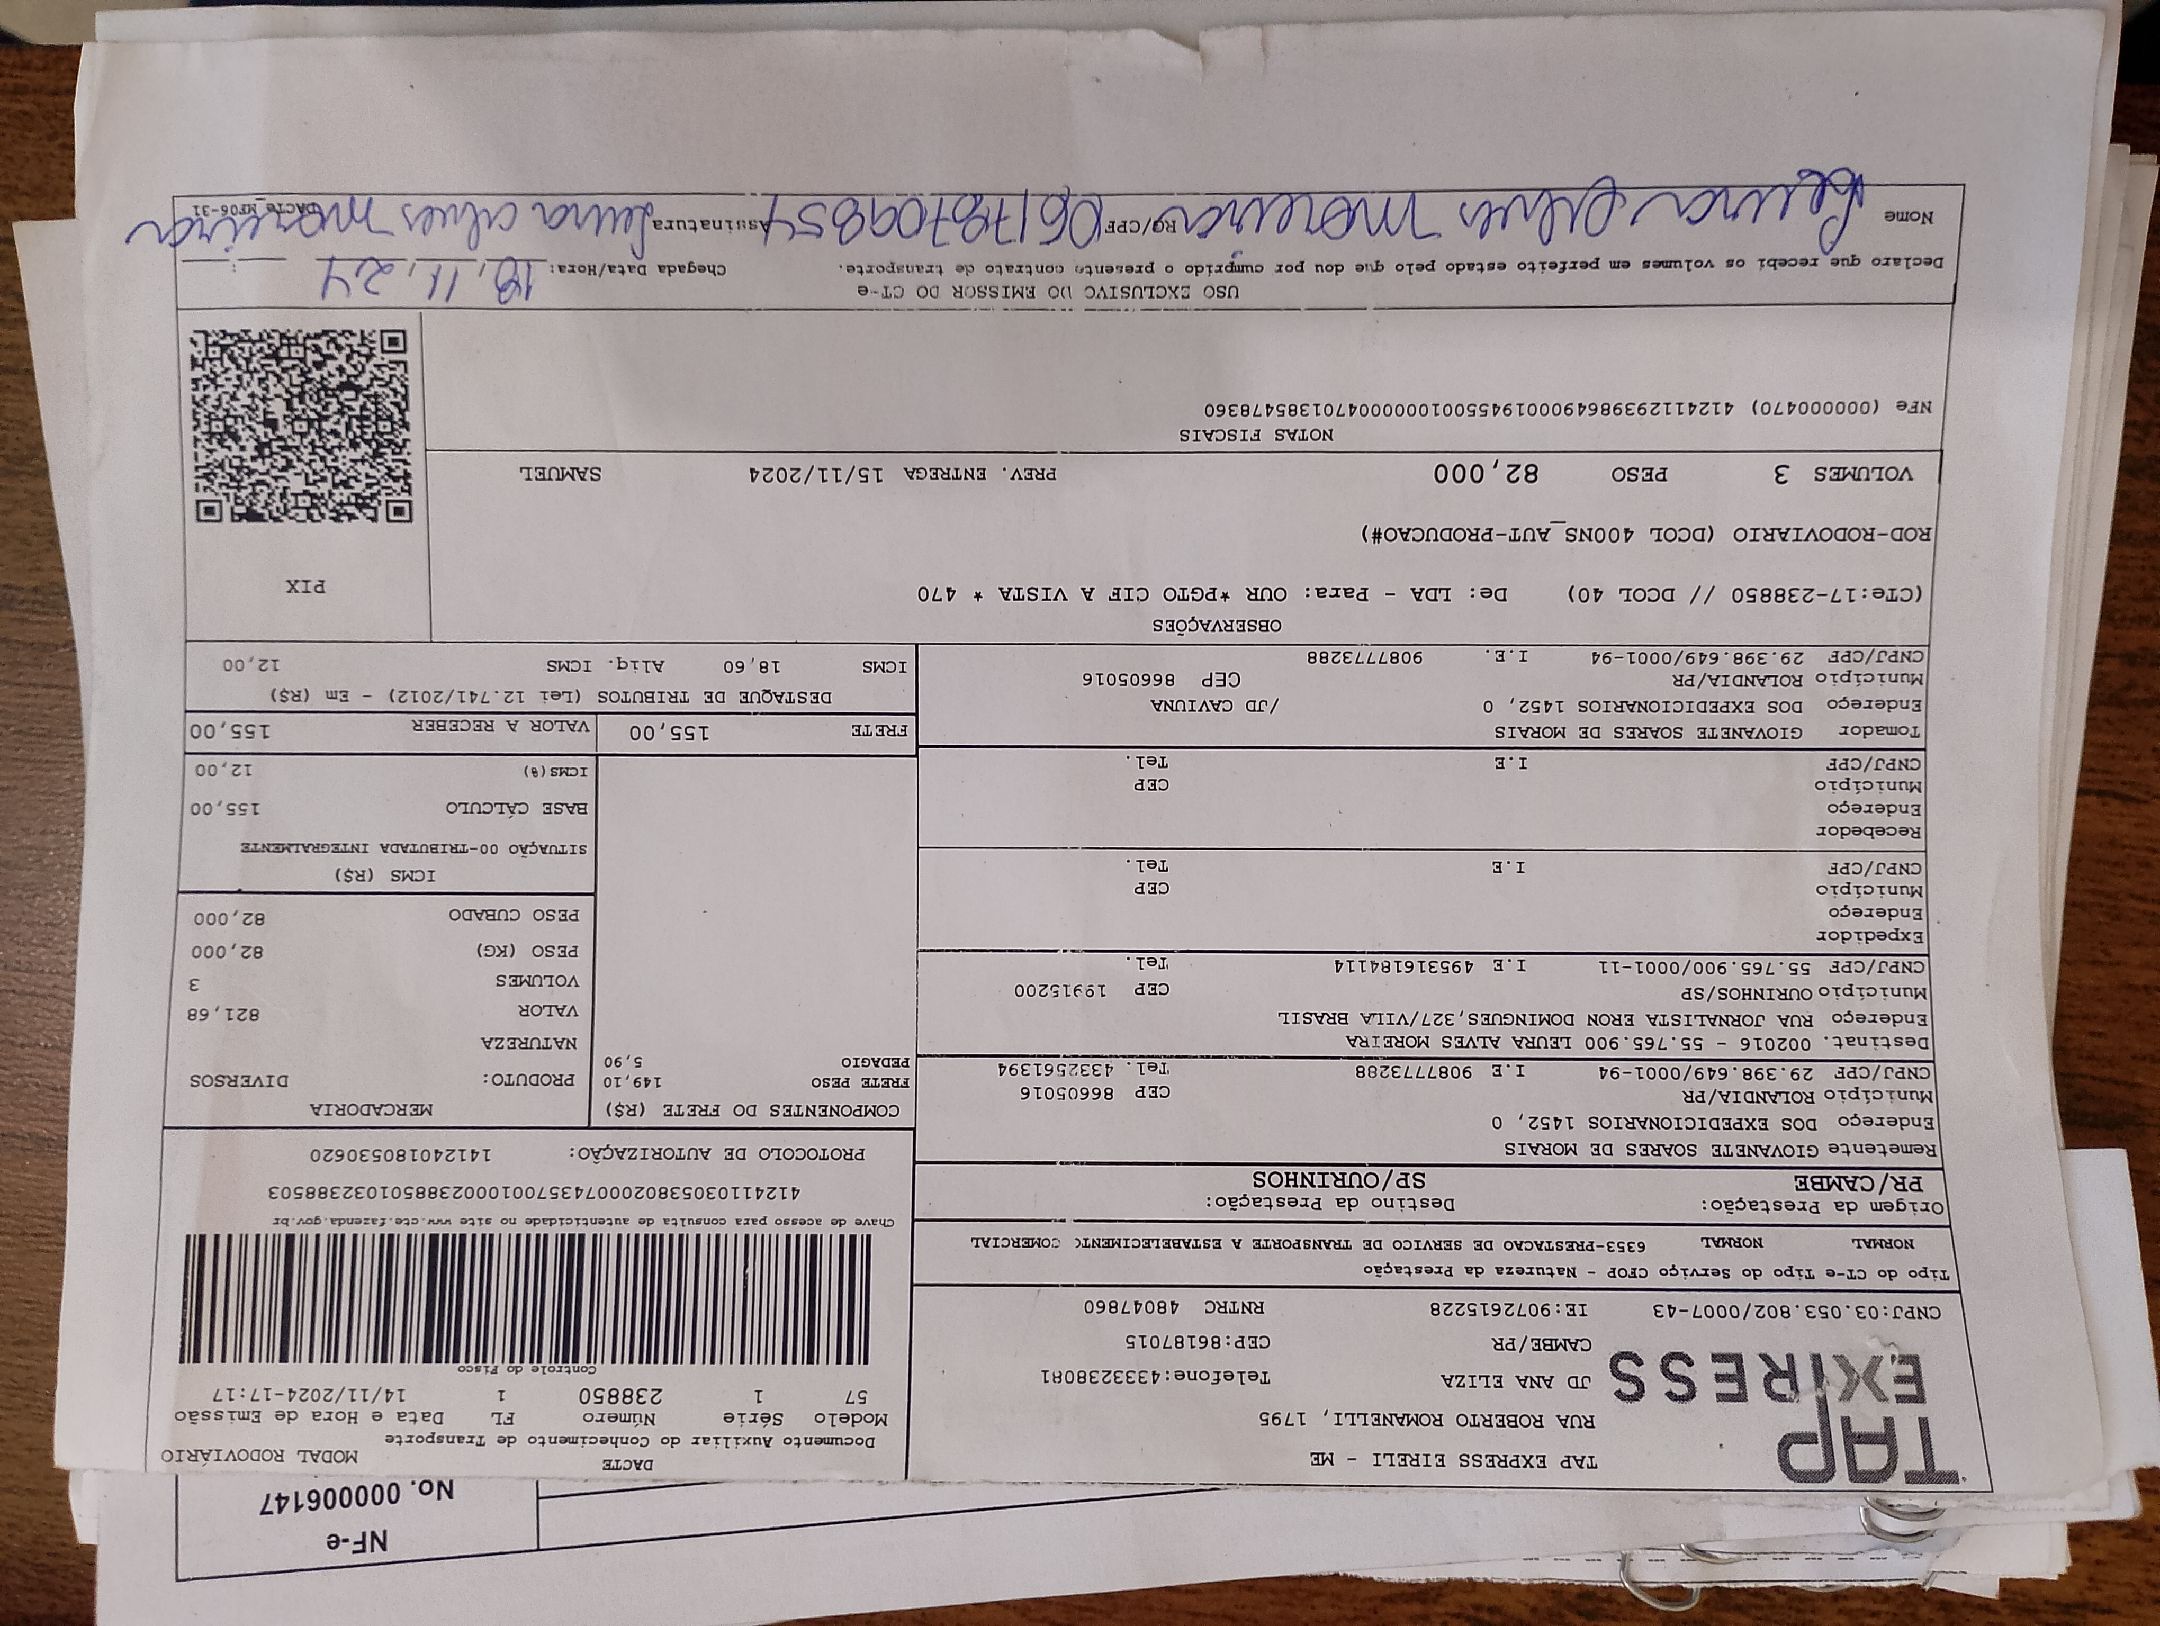 TAP
EXPRESS
TAP EXPRESS EIRELI - ME
RUA ROBERTO ROMANELLI, 1795
JD ANA ELIZA Telefone:4333238081
CAMBE/PR CEP:86187015
CNPJ:03.053.802/0007-43 IE:9072615228 RNTRC 48047860
DACTE MODAL RODOVIÁRIO
Documento Auxiliar do Conhecimento de Transporte
Modelo Série Número FL Data e Hora de Emissão
57 1 238850 1 14/11/2024-17:17
Controle do Fisco
Chave de acesso para consulta de autenticidade no site www.cte.fazenda.gov.br
41241103053802000743570010002388501032388503
PROTOCOLO DE AUTORIZAÇÃO: 141240180530620
Tipo do CT-e Tipo do Serviço CFOP - Natureza da Prestação
NORMAL NORMAL 6353-PRESTACAO DE SERVICO DE TRANSPORTE A ESTABELECIMENTO COMERCIAL
Origem da Prestação: Destino da Prestação:
PR/CAMBE SP/OURINHOS
Remetente GIOVANETE SOARES DE MORAIS
Endereço DOS EXPEDICIONARIOS 1452, 0
Município ROLANDIA/PR CEP 86605016
CNPJ/CPF 29.398.649/0001-94 I.E 9087773288 Tel. 4332561394
Destinat. 002016 - 55.765.900 LEURA ALVES MOREIRA
Endereço RUA JORNALISTA ERON DOMINGUES,327/VILA BRASIL
Município OURINHOS/SP CEP 19915200
CNPJ/CPF 55.765.900/0001-11 I.E 495316184114 Tel.
Expedidor
Endereço
Município CEP
CNPJ/CPF I.E Tel.
Recebedor
Endereço
Município CEP
CNPJ/CPF I.E Tel.
Tomador GIOVANETE SOARES DE MORAIS
Endereço DOS EXPEDICIONARIOS 1452, 0 /JD CAVIUNA
Município ROLANDIA/PR CEP 86605016
CNPJ/CPF 29.398.649/0001-94 I.E. 9087773288
COMPONENTES DO FRETE (R$)
FRETE PESO 149,10
PEDAGIO 5,90
MERCADORIA
PRODUTO: DIVERSOS
NATUREZA
VALOR 821,68
VOLUMES 3
PESO (KG) 82,000
PESO CUBADO 82,000
ICMS (R$)
SITUAÇÃO 00-TRIBUTADA INTEGRALMENTE
BASE CÁLCULO 155,00
ICMS(%) 12,00
FRETE 155,00 VALOR A RECEBER 155,00
DESTAQUE DE TRIBUTOS (Lei 12.741/2012) - Em (R$)
ICMS 18,60 Aliq. ICMS 12,00
OBSERVAÇÕES
(CTe:17-238850 // DCOL 40) De: LDA - Para: OUR *PGTO CIF A VISTA * 470
ROD-RODOVIARIO (DCOL 400NS_AUT-PRODUCAO#)
PIX
VOLUMES 3 PESO 82,000 PREV. ENTREGA 15/11/2024 SAMUEL
NOTAS FISCAIS
NFe (000000470) 41241129398649000194550010000004701385478360
USO EXCLUSIVO DO EMISSOR DO CT-e
Declaro que recebi os volumes em perfeito estado pelo que dou por cumprido o presente contrato de transporte. Chegada Data/Hora: 18, 11, 24 __:__
Nome Leura Alves Moreira RG/CPF 06178709854 Assinatura Leura alves moreira
DACTe_MF06-31
NF-e
No. 000006147